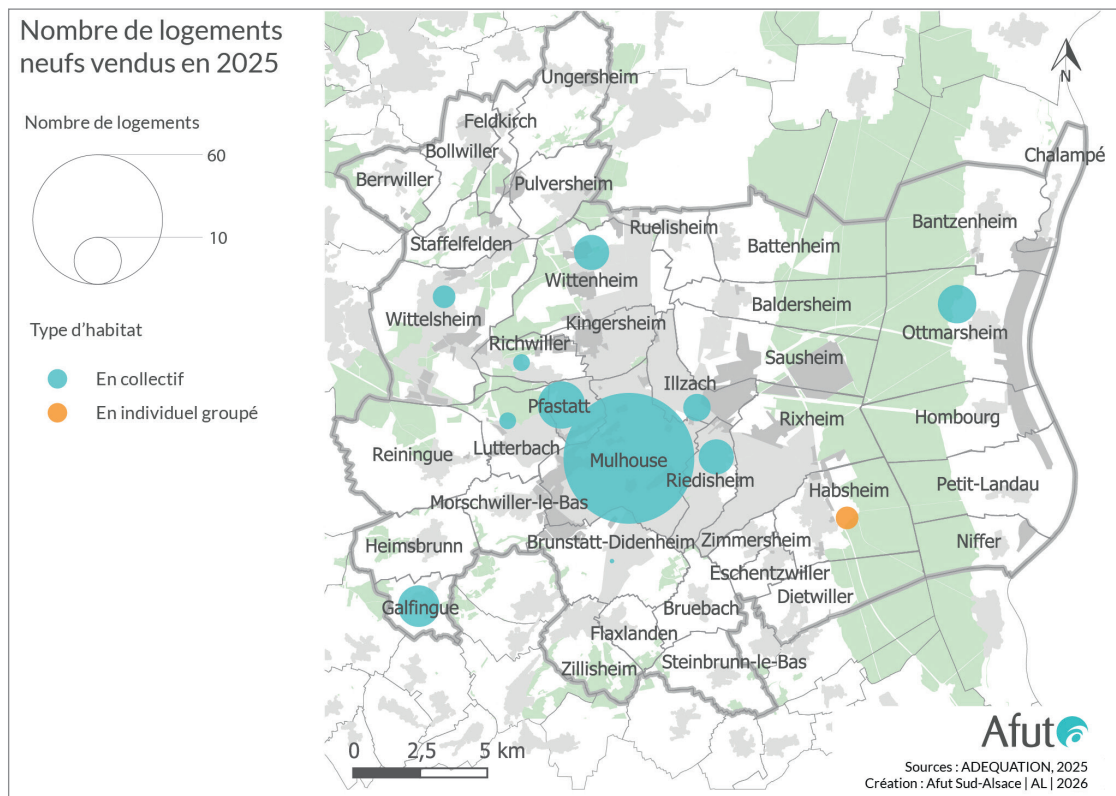 Nombre de logements
neufs vendus en 2025
Nombre de logements
60
10
Type d'habitat
En collectif
En individuel groupé
N
Ungersheim
Feldkirch
Bollwiller
Chalampé
Berrwiller
Pulversheim
Bantzenheim
Ruelisheim
Staffelfelden
Battenheim
Wittenheim
Baldersheim
Wittelsheim
Kingersheim
Ottmarsheim
Richwiller
Sausheim
Illzach
Pfastatt
Hombourg
Rixheim
Lutterbach
Reiningue
Mulhouse
Riedisheim
Habsheim
Petit-Landau
Morschwiller-le-Bas
Zimmersheim
Niffer
Heimsbrunn
Brunstatt-Didenheim
Eschentzwiller
Dietwiller
Galfingue
Bruebach
Flaxlanden
Steinbrunn-le-Bas
Zillisheim
0 2,5 5 km
Afut
Sources : ADEQUATION, 2025
Création : Afut Sud-Alsace | AL | 2026